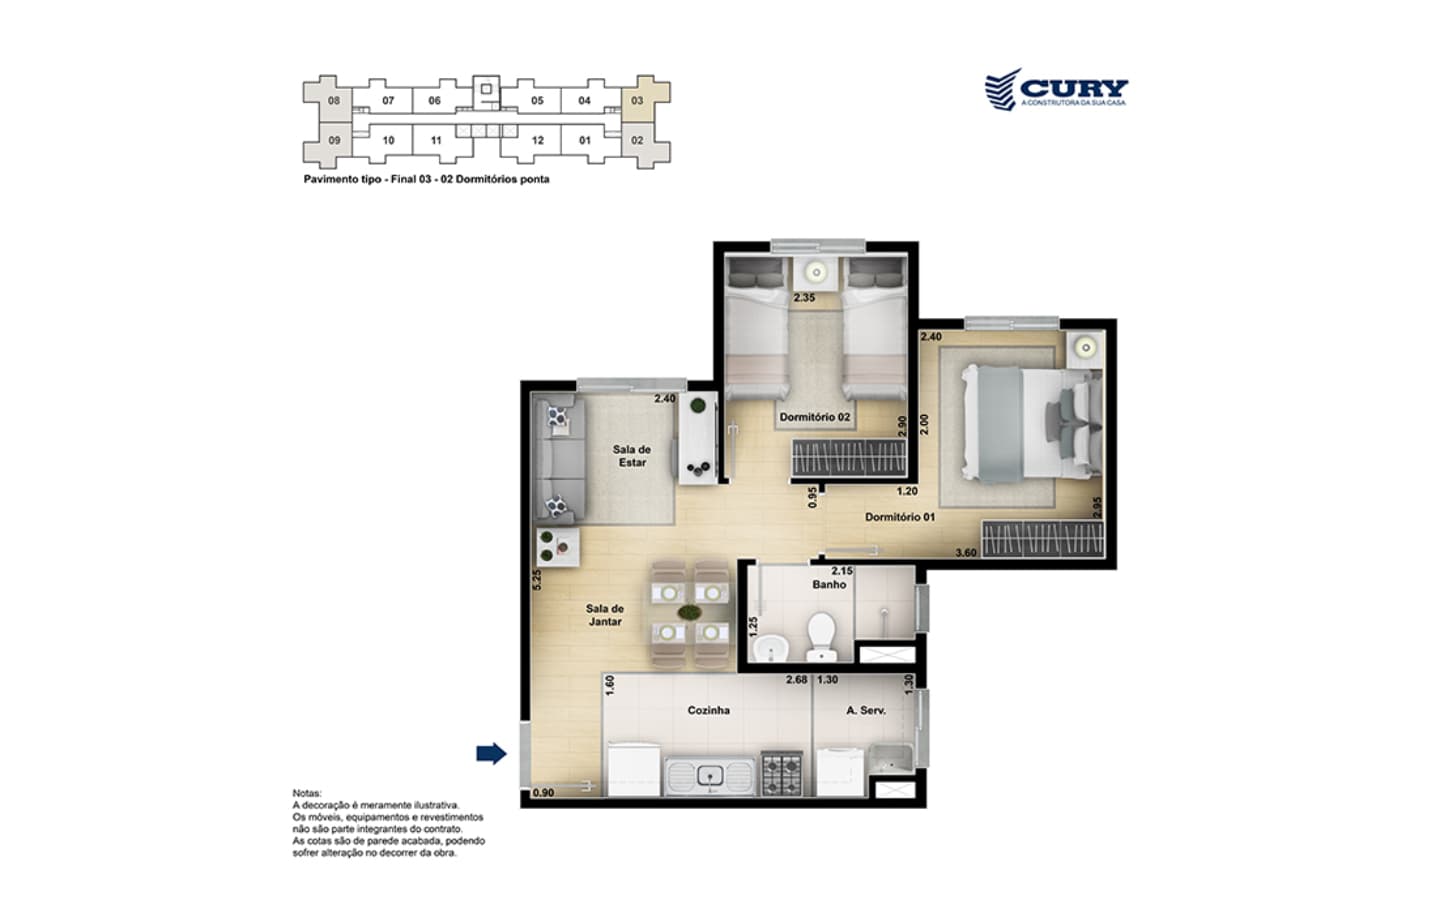 CURY
A CONSTRUTORA DA SUA CASA
08 07 06 05 04 03
09 10 11 12 01 02
Pavimento tipo - Final 03 - 02 Dormitórios ponta
2.35
2.40
Dormitório 02
2.90
2.00
2.40
Sala de
Estar
0.95
1.20
2.95
Dormitório 01
3.60
5.25
2.15
Banho
Sala de
Jantar
1.25
1.60
2.68
1.30
1.30
Cozinha
A. Serv.
0.90
Notas:
A decoração é meramente ilustrativa.
Os móveis, equipamentos e revestimentos
não são parte integrantes do contrato.
As cotas são de parede acabada, podendo
sofrer alteração no decorrer da obra.